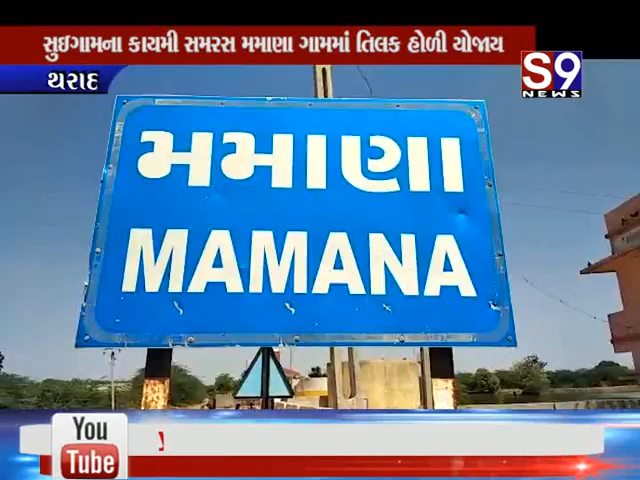 સુઇગામના કાયમી સમરસ મમાણા ગામમાં તિલક હોળી યોજાય
થરાદ
S9
NEWS
મમાણા
MAMANA
You
Tube